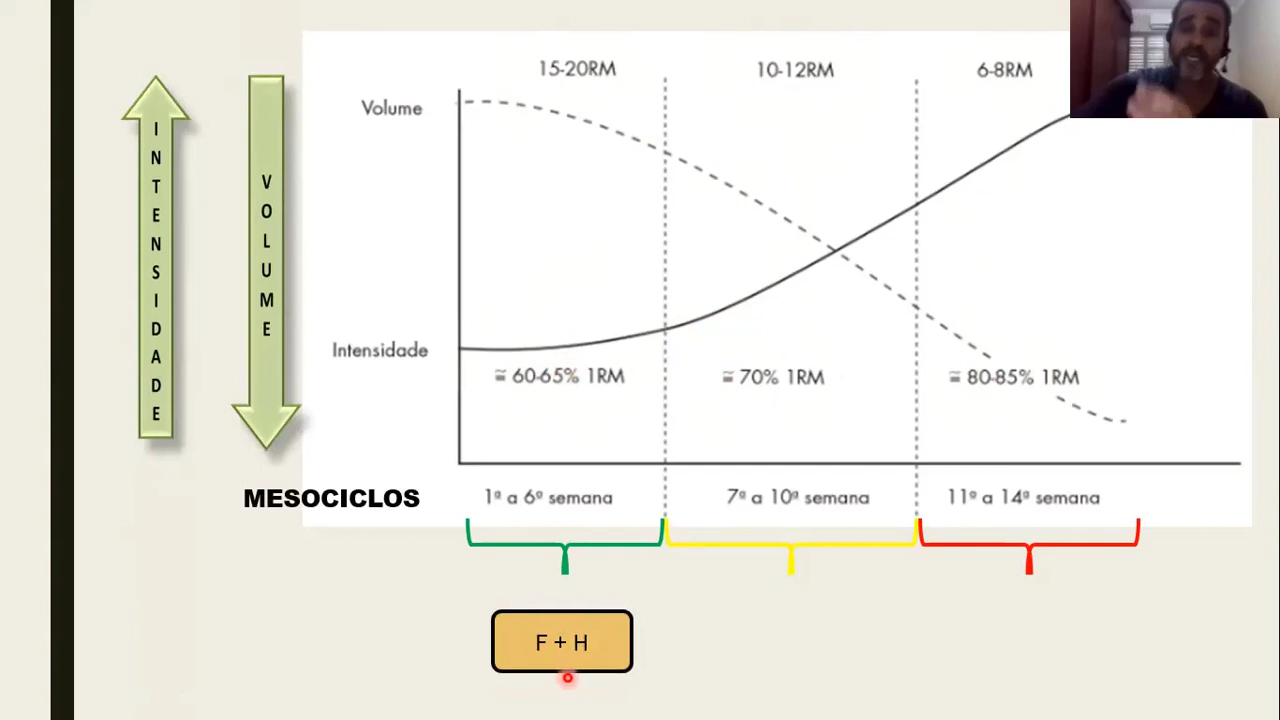 INTENSIDADE
VOLUME
15-20RM
10-12RM
6-8RM
Volume
Intensidade
≅ 60-65% 1RM
≅ 70% 1RM
≅ 80-85% 1RM
MESOCICLOS
1ª a 6ª semana
7ª a 10ª semana
11ª a 14ª semana
F + H